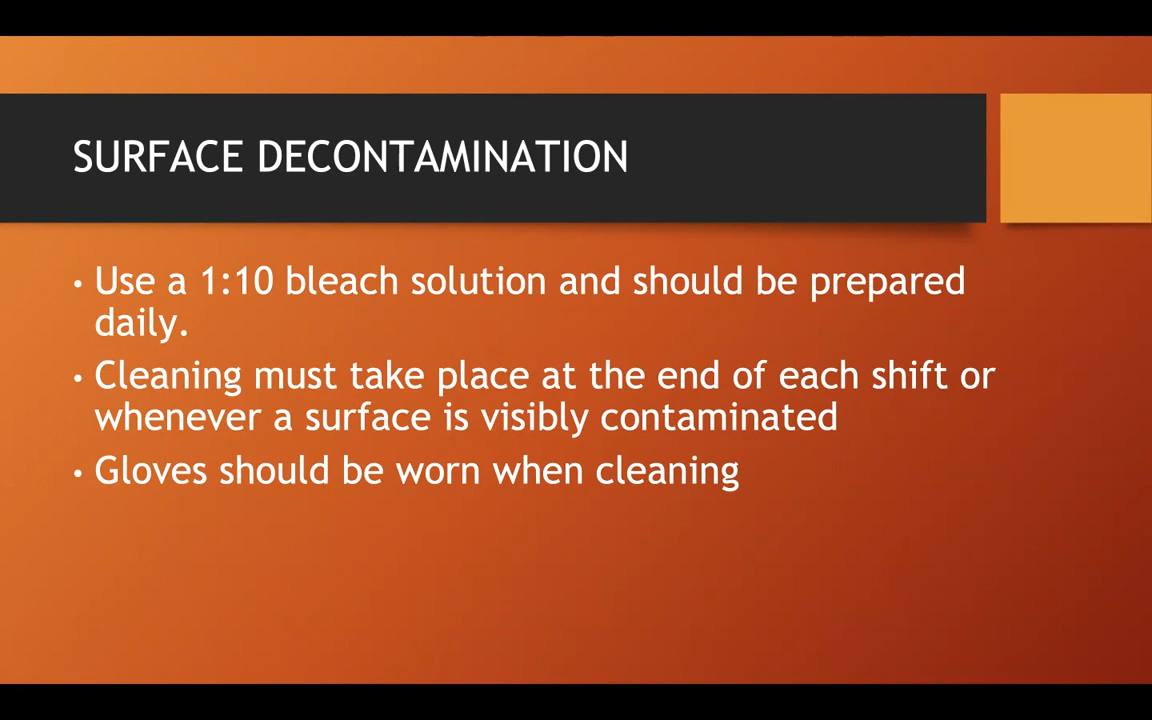 SURFACE DECONTAMINATION
• Use a 1:10 bleach solution and should be prepared
daily.
• Cleaning must take place at the end of each shift or
whenever a surface is visibly contaminated
• Gloves should be worn when cleaning